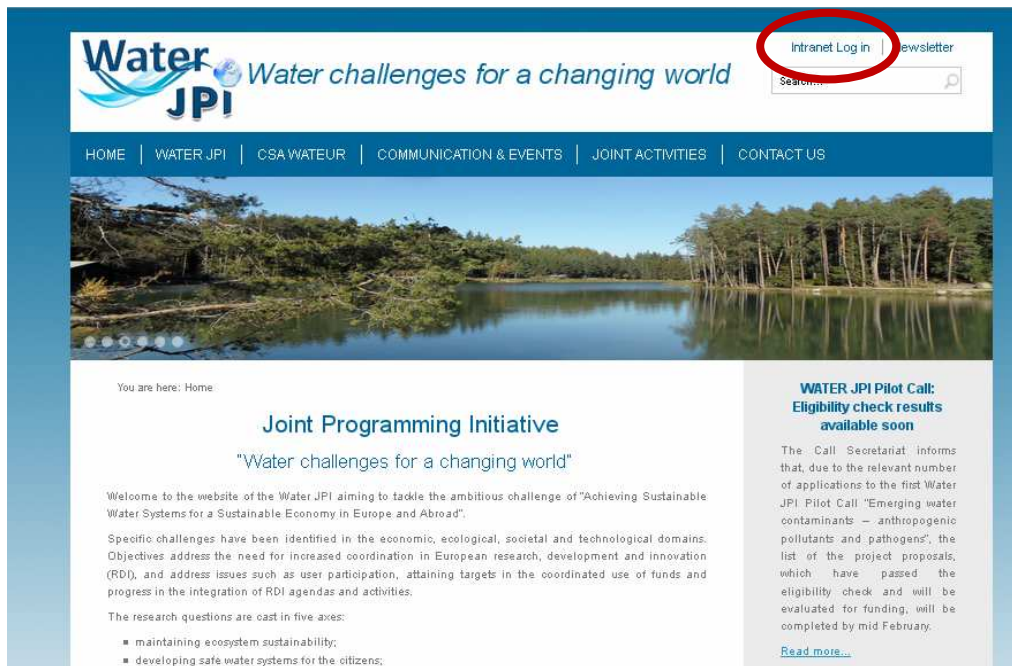 Water
JPI
Water challenges for a changing world
Intranet Log in | Newsletter
Search...
HOME | WATER JPI | CSA WATEUR | COMMUNICATION & EVENTS | JOINT ACTIVITIES | CONTACT US
You are here: Home
Joint Programming Initiative
"Water challenges for a changing world"
Welcome to the website of the Water JPI aiming to tackle the ambitious challenge of "Achieving Sustainable
Water Systems for a Sustainable Economy in Europe and Abroad".
Specific challenges have been identified in the economic, ecological, societal and technological domains.
Objectives address the need for increased coordination in European research, development and innovation
(RDI), and address issues such as user participation, attaining targets in the coordinated use of funds and
progress in the integration of RDI agendas and activities.
The research questions are cast in five axes:
maintaining ecosystem sustainability;
developing safe water systems for the citizens;
WATER JPI Pilot Call:
Eligibility check results
available soon
The Call Secretariat informs
that, due to the relevant number
of applications to the first Water
JPI Pilot Call "Emerging water
contaminants – anthropogenic
pollutants and pathogens", the
list of the project proposals,
which have passed the
eligibility check and will be
evaluated for funding, will be
completed by mid February.
Read more...